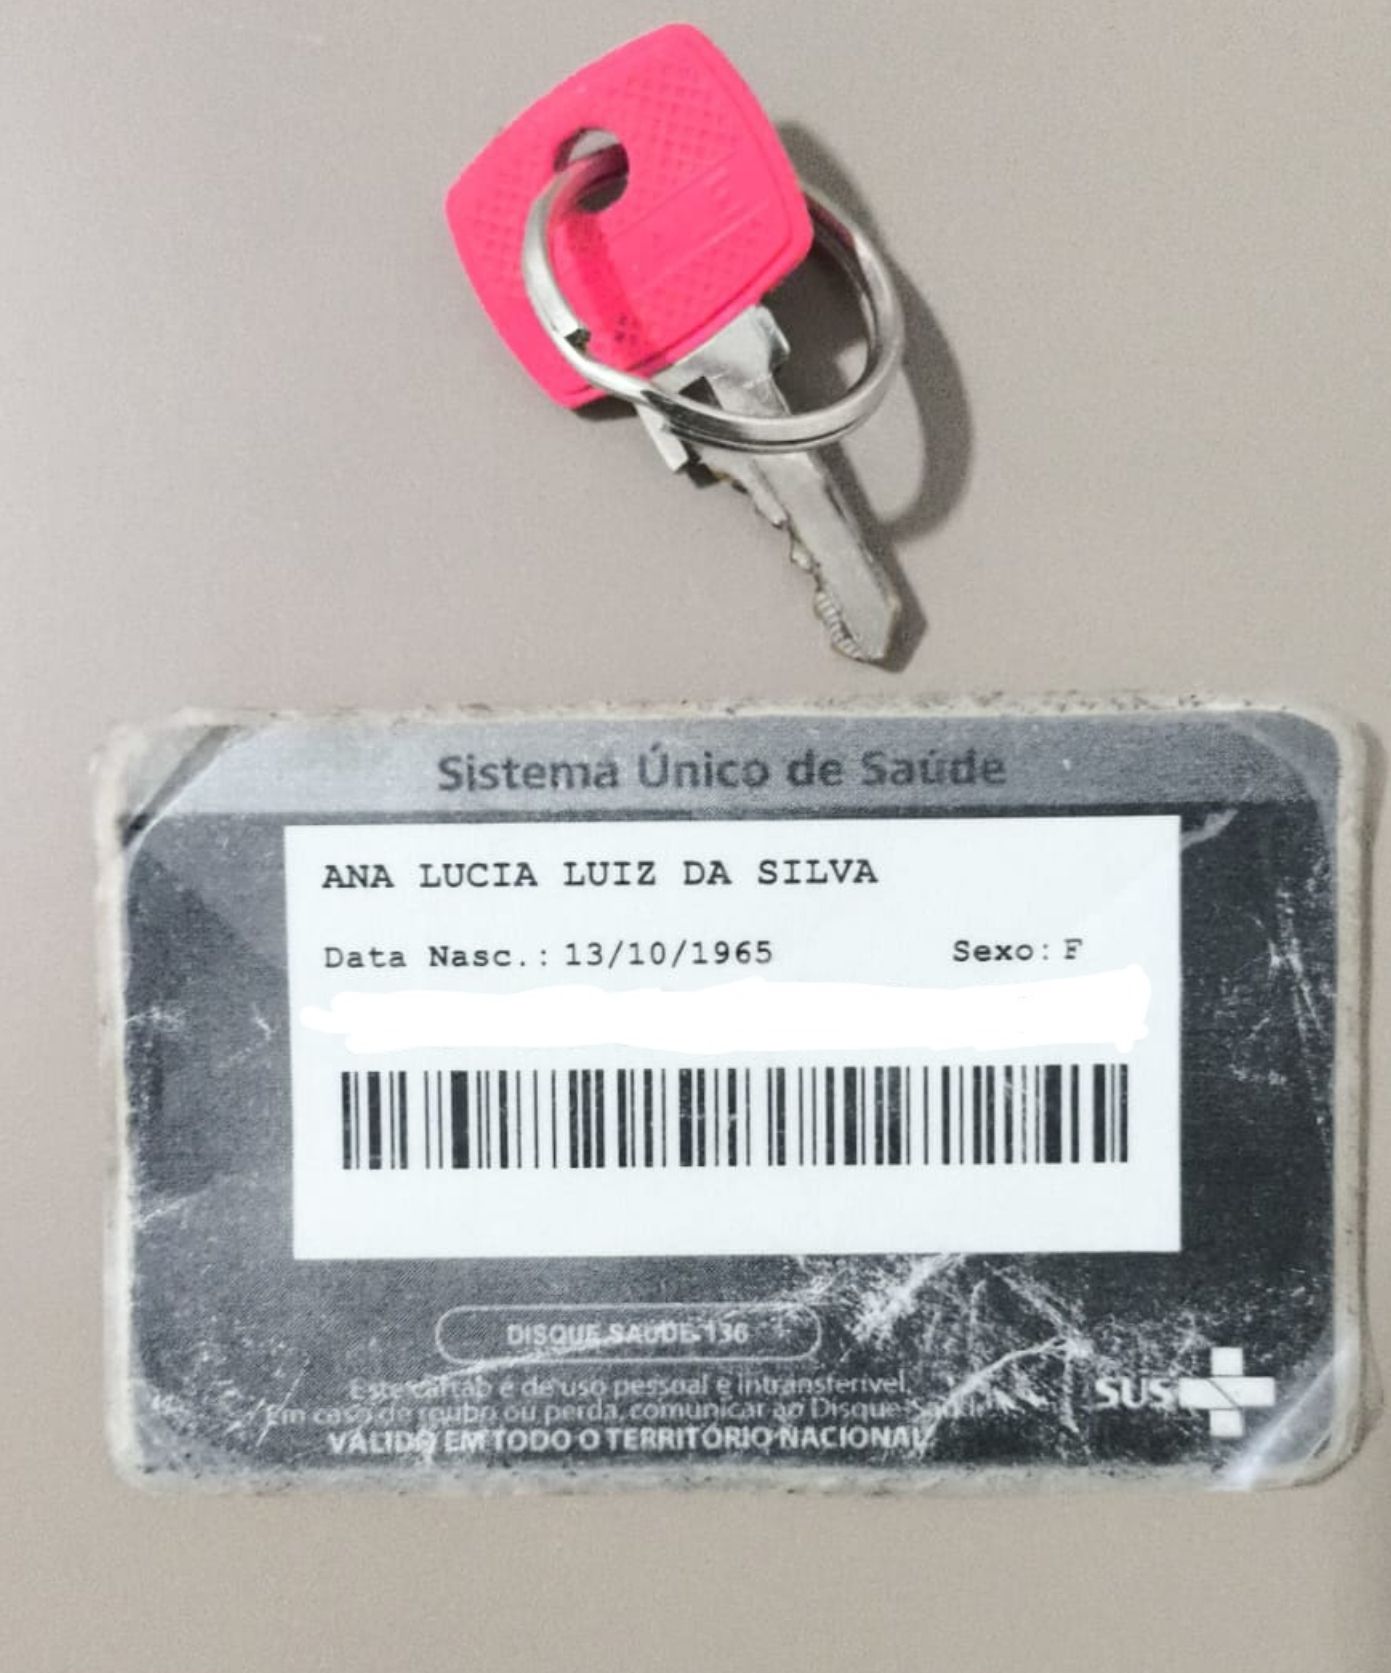 Sistema Único de Saúde
ANA LUCIA LUIZ DA SILVA
Data Nasc.: 13/10/1965 Sexo: F
DISQUE SAÚDE 136
Este cartão é de uso pessoal e intransferível.
Em caso de roubo ou perda, comunicar ao Disque Saúde
VÁLIDO EM TODO O TERRITÓRIO NACIONAL
SUS